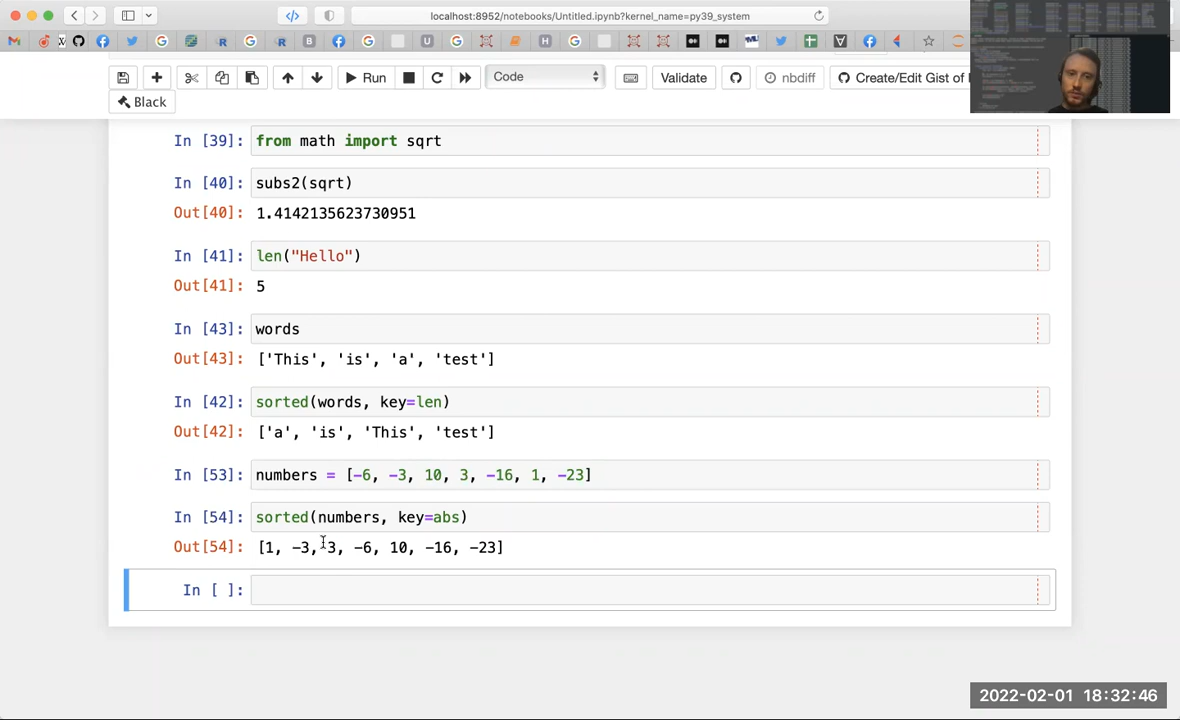 localhost:8952/notebooks/Untitled.ipynb?kernel_name=py39_system
Run
Code
Validate
nbdiff
Create/Edit Gist of
Black
In [39]: from math import sqrt
In [40]: subs2(sqrt)
Out[40]: 1.4142135623730951
In [41]: len("Hello")
Out[41]: 5
In [43]: words
Out[43]: ['This', 'is', 'a', 'test']
In [42]: sorted(words, key=len)
Out[42]: ['a', 'is', 'This', 'test']
In [53]: numbers = [-6, -3, 10, 3, -16, 1, -23]
In [54]: sorted(numbers, key=abs)
Out[54]: [1, -3, 3, -6, 10, -16, -23]
In [ ]:
2022-02-01 18:32:46